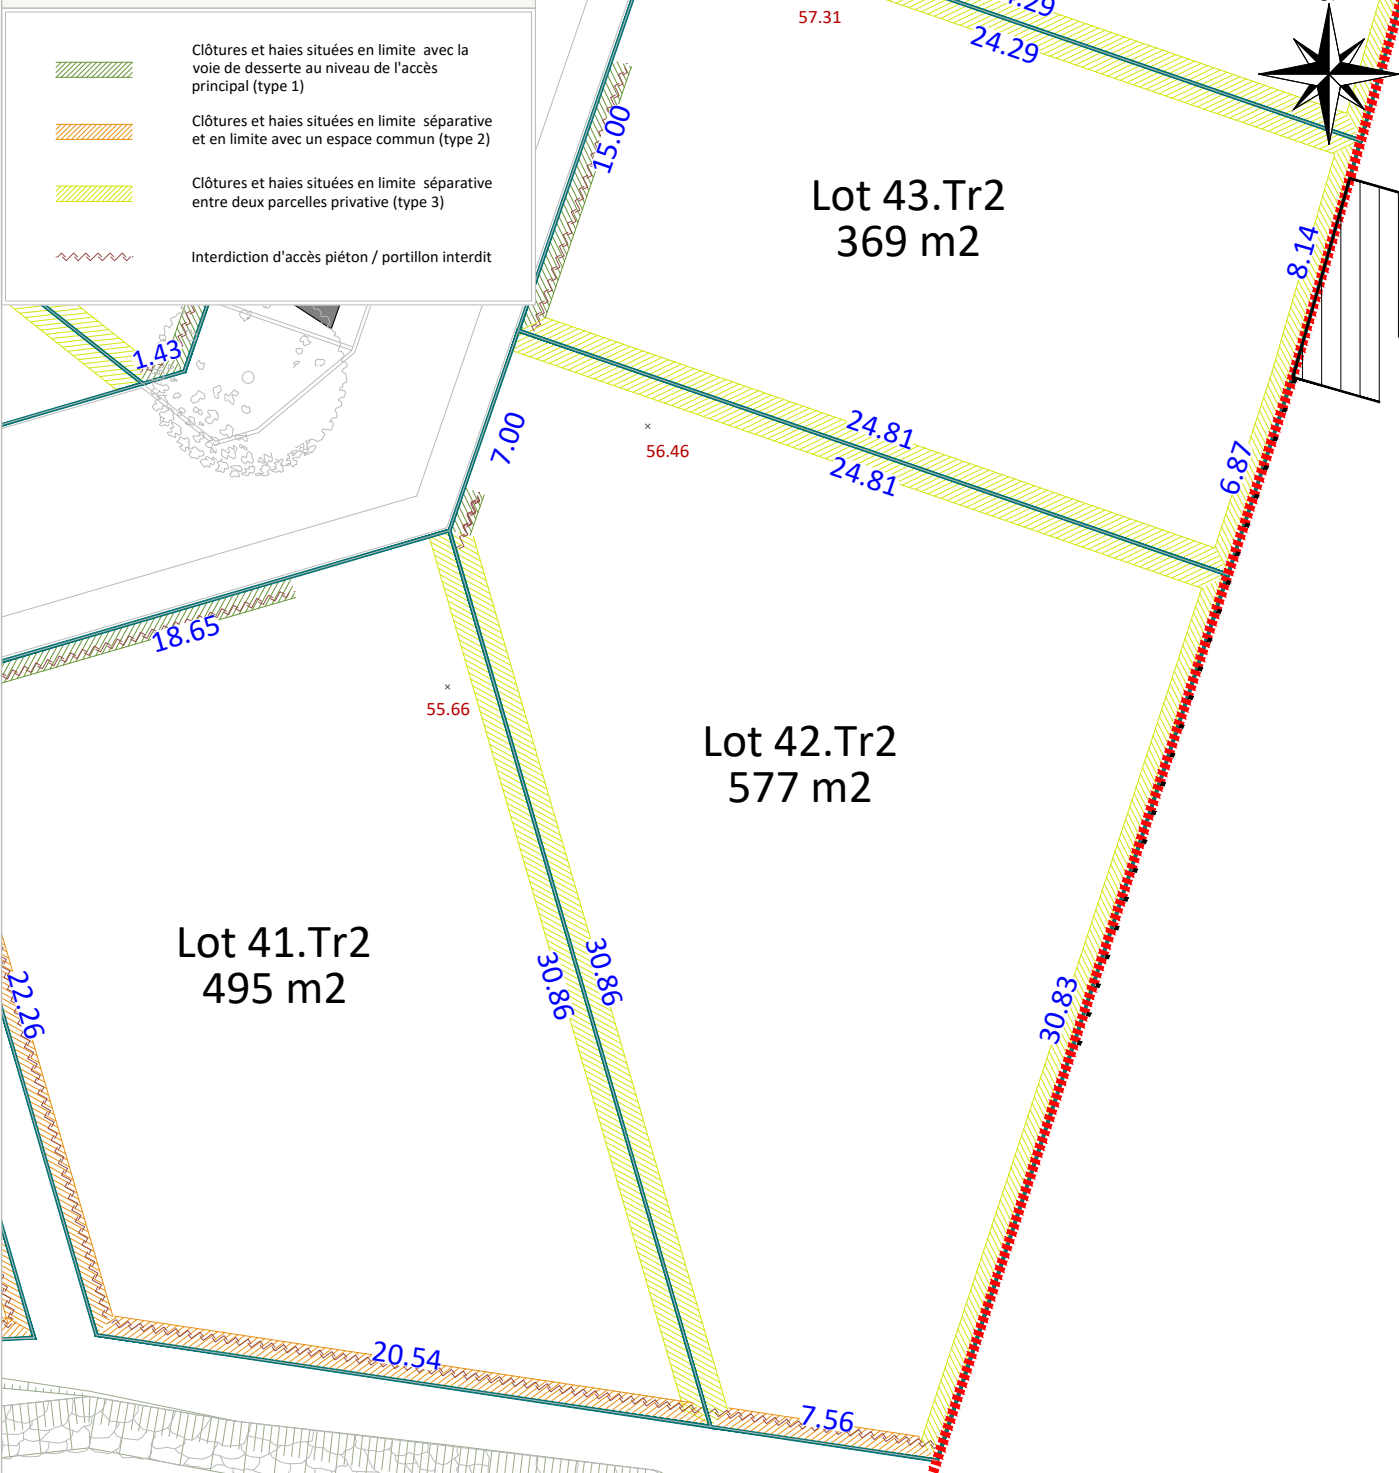 Clôtures et haies situées en limite avec la
voie de desserte au niveau de l'accès
principal (type 1)
Clôtures et haies situées en limite séparative
et en limite avec un espace commun (type 2)
Clôtures et haies situées en limite séparative
entre deux parcelles privative (type 3)
Interdiction d'accès piéton / portillon interdit
57.31
24.29
15.00
Lot 43.Tr2
369 m2
8.14
1.43
7.00
24.81
24.81
56.46
6.87
18.65
55.66
Lot 42.Tr2
577 m2
Lot 41.Tr2
495 m2
22.26
30.86
30.86
30.83
20.54
7.56